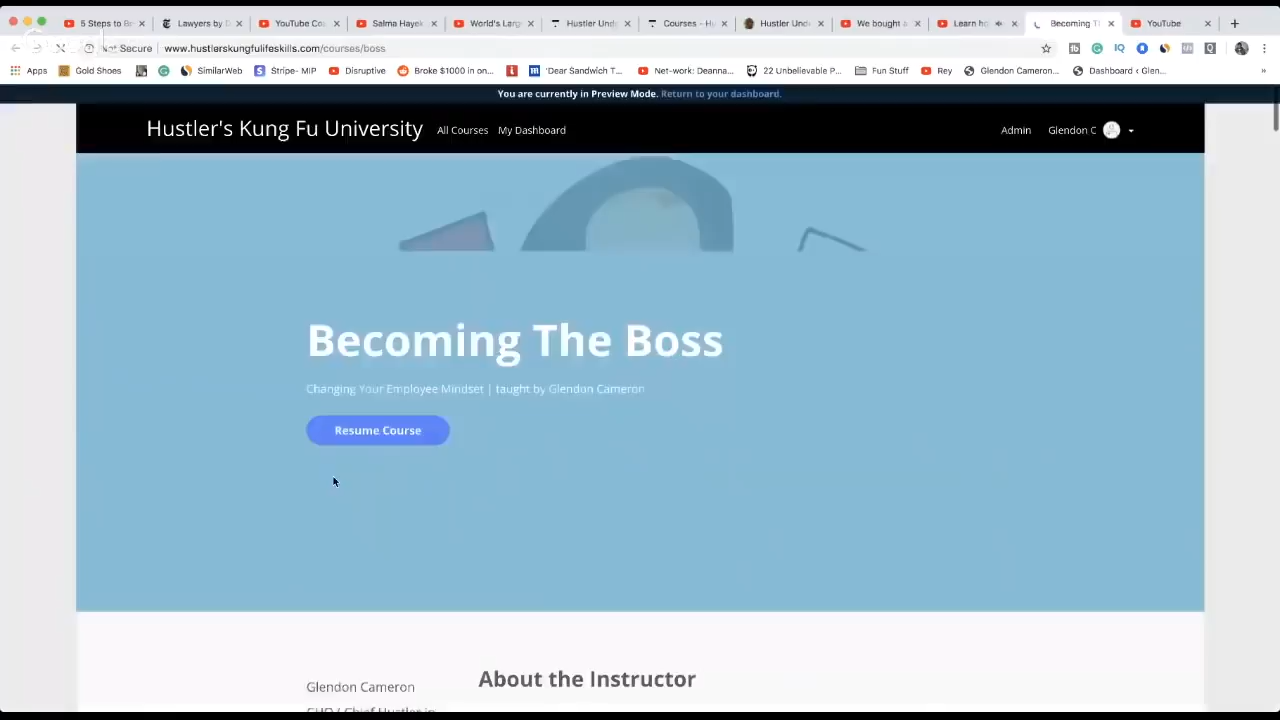 5 Steps to Be
Lawyers by D
YouTube Cou
Salma Hayek
World's Larg
Hustler Unde
Courses – Hu
Hustler Unde
We bought a
Learn ho
Becoming Th
YouTube
Not Secure | www.hustlerskungfulifeskills.com/courses/boss
Apps Gold Shoes SimilarWeb Stripe- MIP Disruptive Broke $1000 in on... 'Dear Sandwich T... Net-work: Deanna... 22 Unbelievable P... Fun Stuff Rey Glendon Cameron... Dashboard ‹ Glen... »
You are currently in Preview Mode. Return to your dashboard.
Hustler's Kung Fu University All Courses My Dashboard Admin Glendon C
Becoming The Boss
Changing Your Employee Mindset | taught by Glendon Cameron
Resume Course
About the Instructor
Glendon Cameron